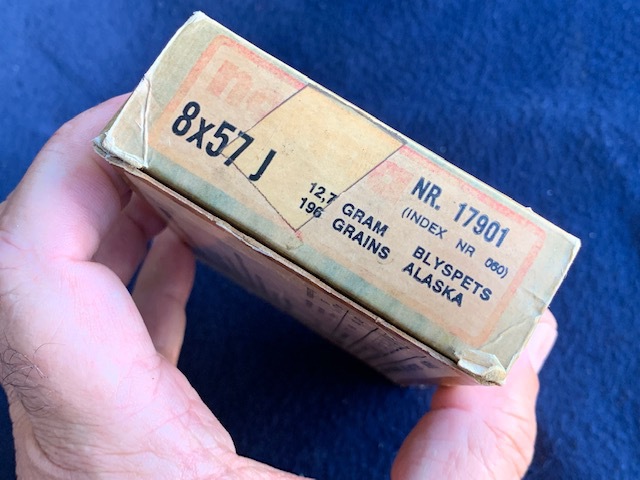 8x57 J
NR. 17901
(INDEX NR 060)
12,7 GRAM BLYSPETS
196 GRAINS ALASKA